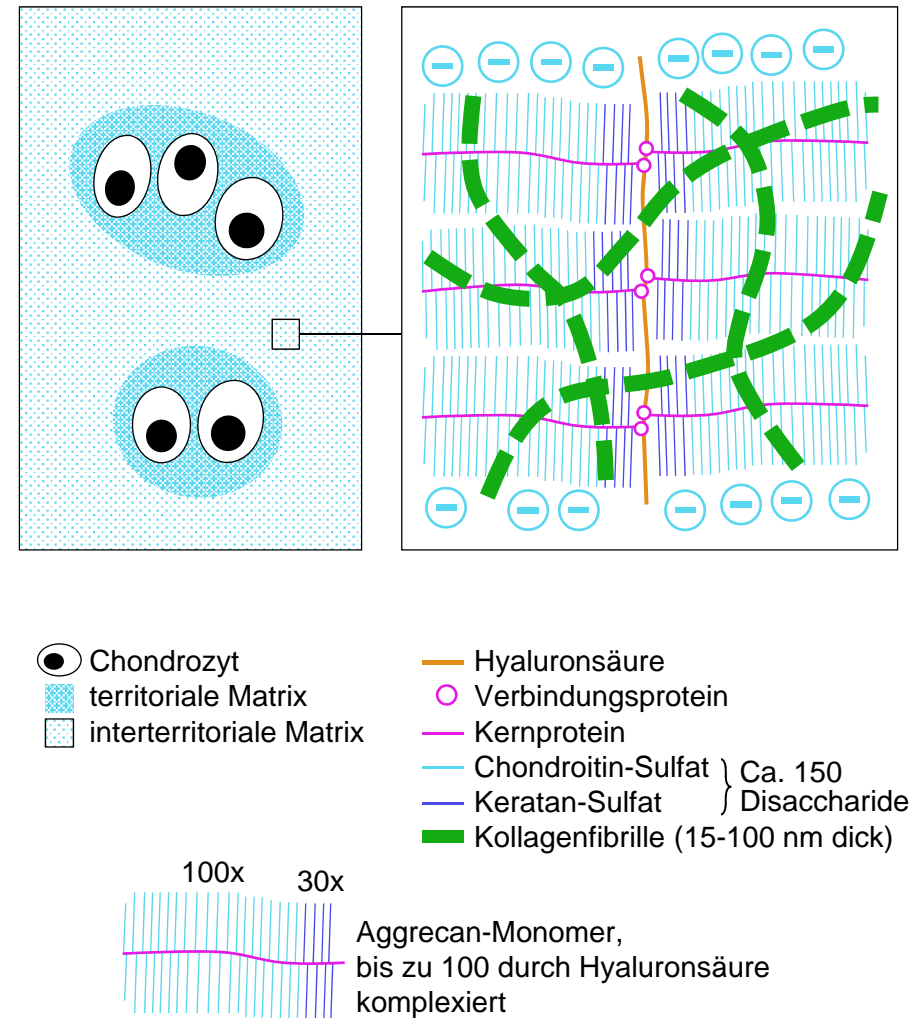 Chondrozyt
territoriale Matrix
interterritoriale Matrix
Hyaluronsäure
Verbindungsprotein
Kernprotein
Chondroitin-Sulfat
Keratan-Sulfat
Ca. 150
Disaccharide
Kollagenfibrille (15-100 nm dick)
100x
30x
Aggrecan-Monomer,
bis zu 100 durch Hyaluronsäure
komplexiert